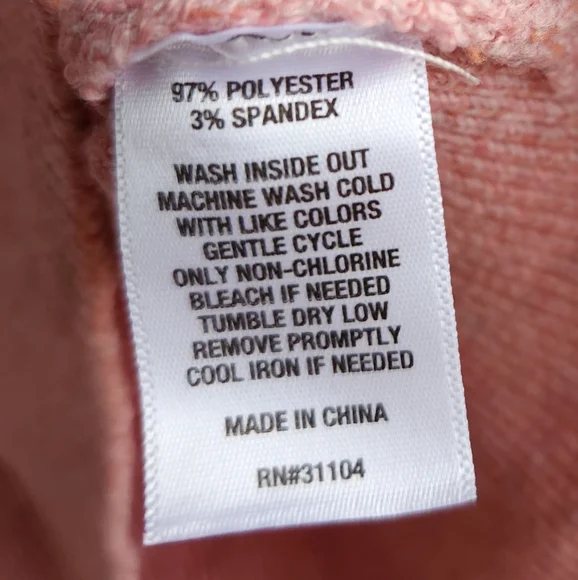 97% POLYESTER
3% SPANDEX
WASH INSIDE OUT
MACHINE WASH COLD
WITH LIKE COLORS
GENTLE CYCLE
ONLY NON-CHLORINE
BLEACH IF NEEDED
TUMBLE DRY LOW
REMOVE PROMPTLY
COOL IRON IF NEEDED
MADE IN CHINA
RN#31104